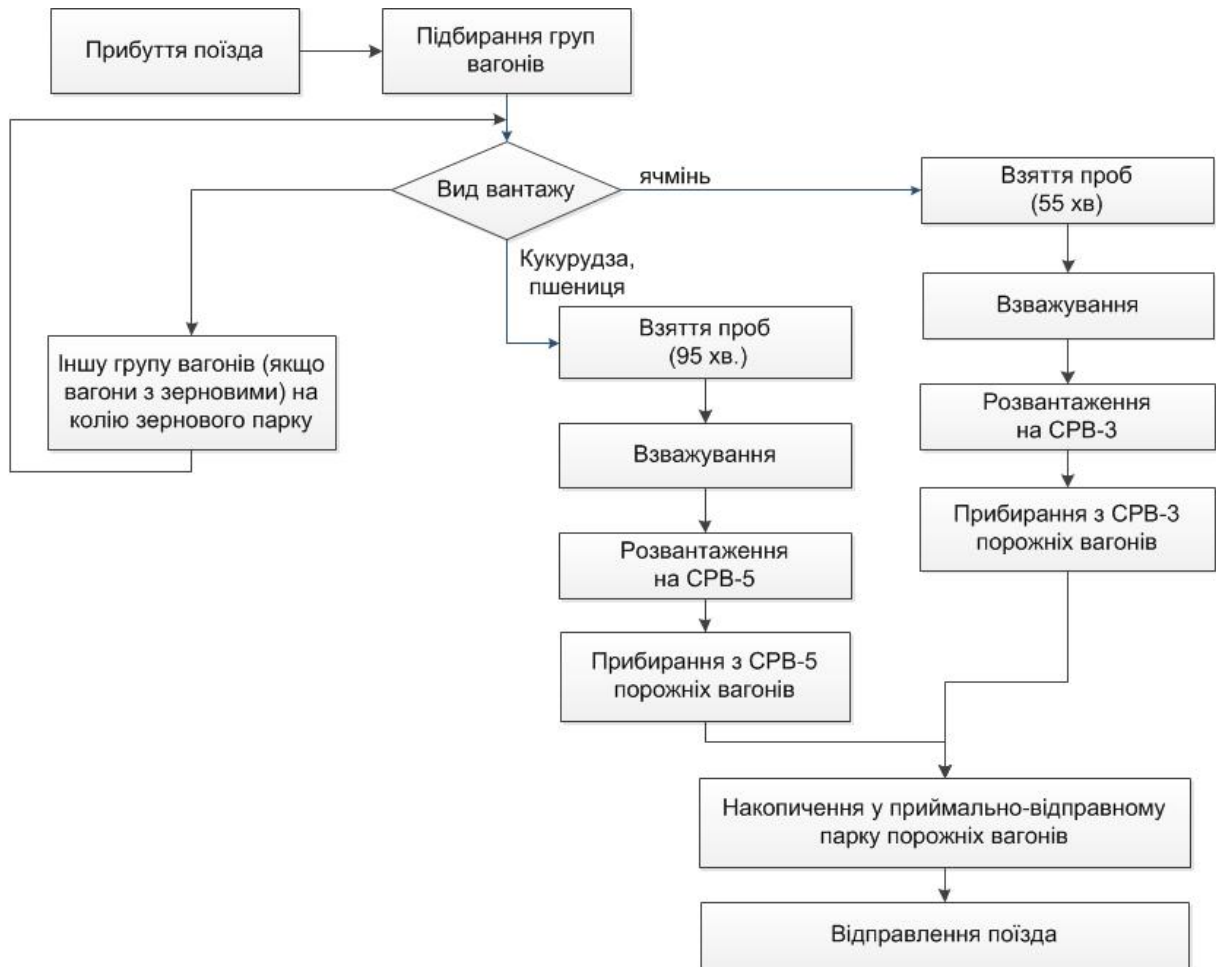 Прибуття поїзда
Підбирання груп
вагонів
Вид вантажу
ячмінь
Взяття проб
(55 хв)
Кукурудза,
пшениця
Взважування
Взяття проб
(95 хв.)
Іншу групу вагонів (якщо
вагони з зерновими) на
колію зернового парку
Розвантаження
на СРВ-3
Взважування
Прибирання з СРВ-3
порожніх вагонів
Розвантаження
на СРВ-5
Прибирання з СРВ-5
порожніх вагонів
Накопичення у приймально-відправному
парку порожніх вагонів
Відправлення поїзда